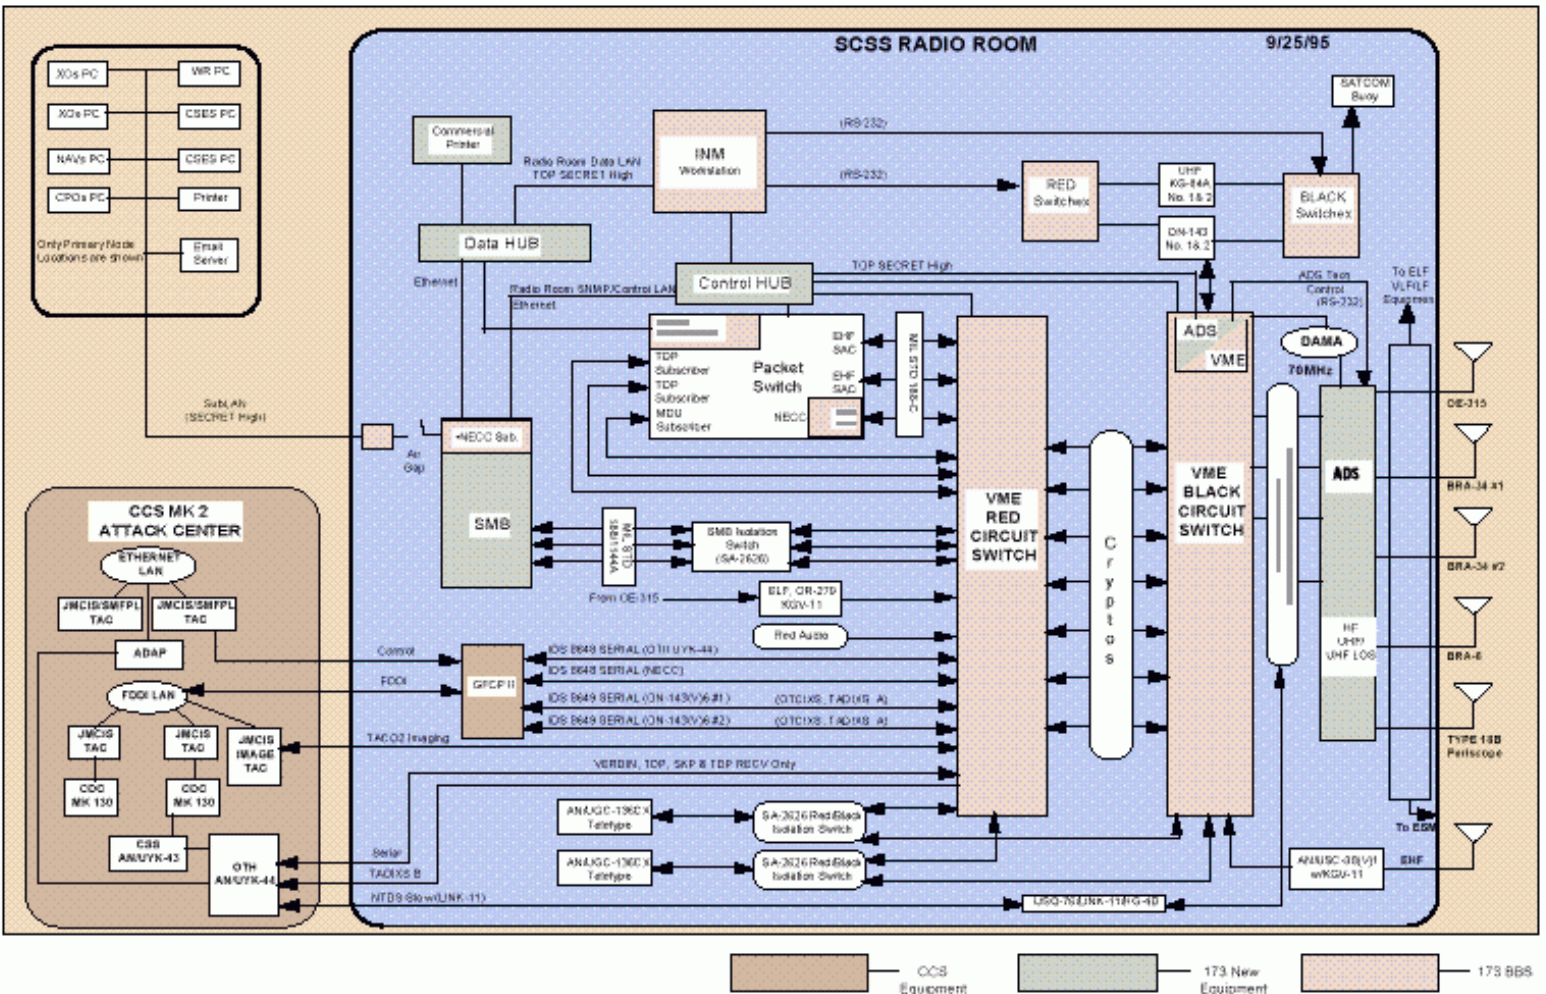 SCSS RADIO ROOM
9/25/95
XOs PC
WR PC
XOs PC
CSES PC
NAVs PC
CSES PC
CPOs PC
Printer
Only Primary Node
Locations are shown
Email
Server
SATCOM
Buoy
Commercial
Printer
INM
Workstation
(RS-232)
(RS-232)
Radio Room Data LAN
TOP SECRET High
RED
Switchex
UHF
KG-84A
No. 1& 2
ON-143
No. 1& 2
BLACK
Switchex
Data HUB
Ethernet
Control HUB
TOP SECRET High
Radio Room SNMP/Control LAN
Ethernet
ADS Tech
Control
(RS-232)
To ELF
VLF/LF
Equipmen
ADS
VME
DAMA
70MHz
TDP
Subscriber
TDP
Subscriber
MDU
Subscriber
Packet
Switch
EHF
SAC
EHF
SAC
NECC
MIL STD 188-C
OE-315
BRA-34 #1
BRA-34 #2
BRA-6
TYPE 18B
Periscope
SubLAN
(SECRET High)
Air
Gap
+NECC Sub.
SMB
MIL STD
SMB Isolation
Switch
(SA-2626)
From OE-315
ELF, OR-279
KGV-11
Red Audio
VME
RED
CIRCUIT
SWITCH
Cryptos
VME
BLACK
CIRCUIT
SWITCH
ADS
HF
UHF/
UHF LOS
CCS MK 2
ATTACK CENTER
ETHERNET
LAN
JMCIS/SMFPL
TAC
JMCIS/SMFPL
TAC
ADAP
FDDI LAN
JMCIS
TAC
JMCIS
TAC
JMCIS
IMAGE
TAC
CDC
MK 130
CDC
MK 130
CSS
AN/UYK-43
OTH
AN/UYK-44
Control
FDDI
GFCP II
IDS 8648 SERIAL (OTH UYK-44)
IDS 8648 SERIAL (NECC)
IDS 8649 SERIAL (ON-143(V)6 #1)
(OTCIXS, TADIXS A)
IDS 8649 SERIAL (ON-143(V)6 #2)
(OTCIXS, TADIXS A)
TACO2 Imaging
VERDIN, TOP, SKP & TDP RECV Only
AN/UGC-136CX
Teletype
SA-2626 Red/Black
Isolation Switch
AN/UGC-136CX
Teletype
SA-2626 Red/Black
Isolation Switch
Serial
TADIXS B
NTDS Slow(LINK-11)
USQ-76/LINK-11/KG-40
To ESM
EHF
AN/USC-38(V)1
w/KGV-11
CCS
Equipment
173 New
Equipment
173 BBS